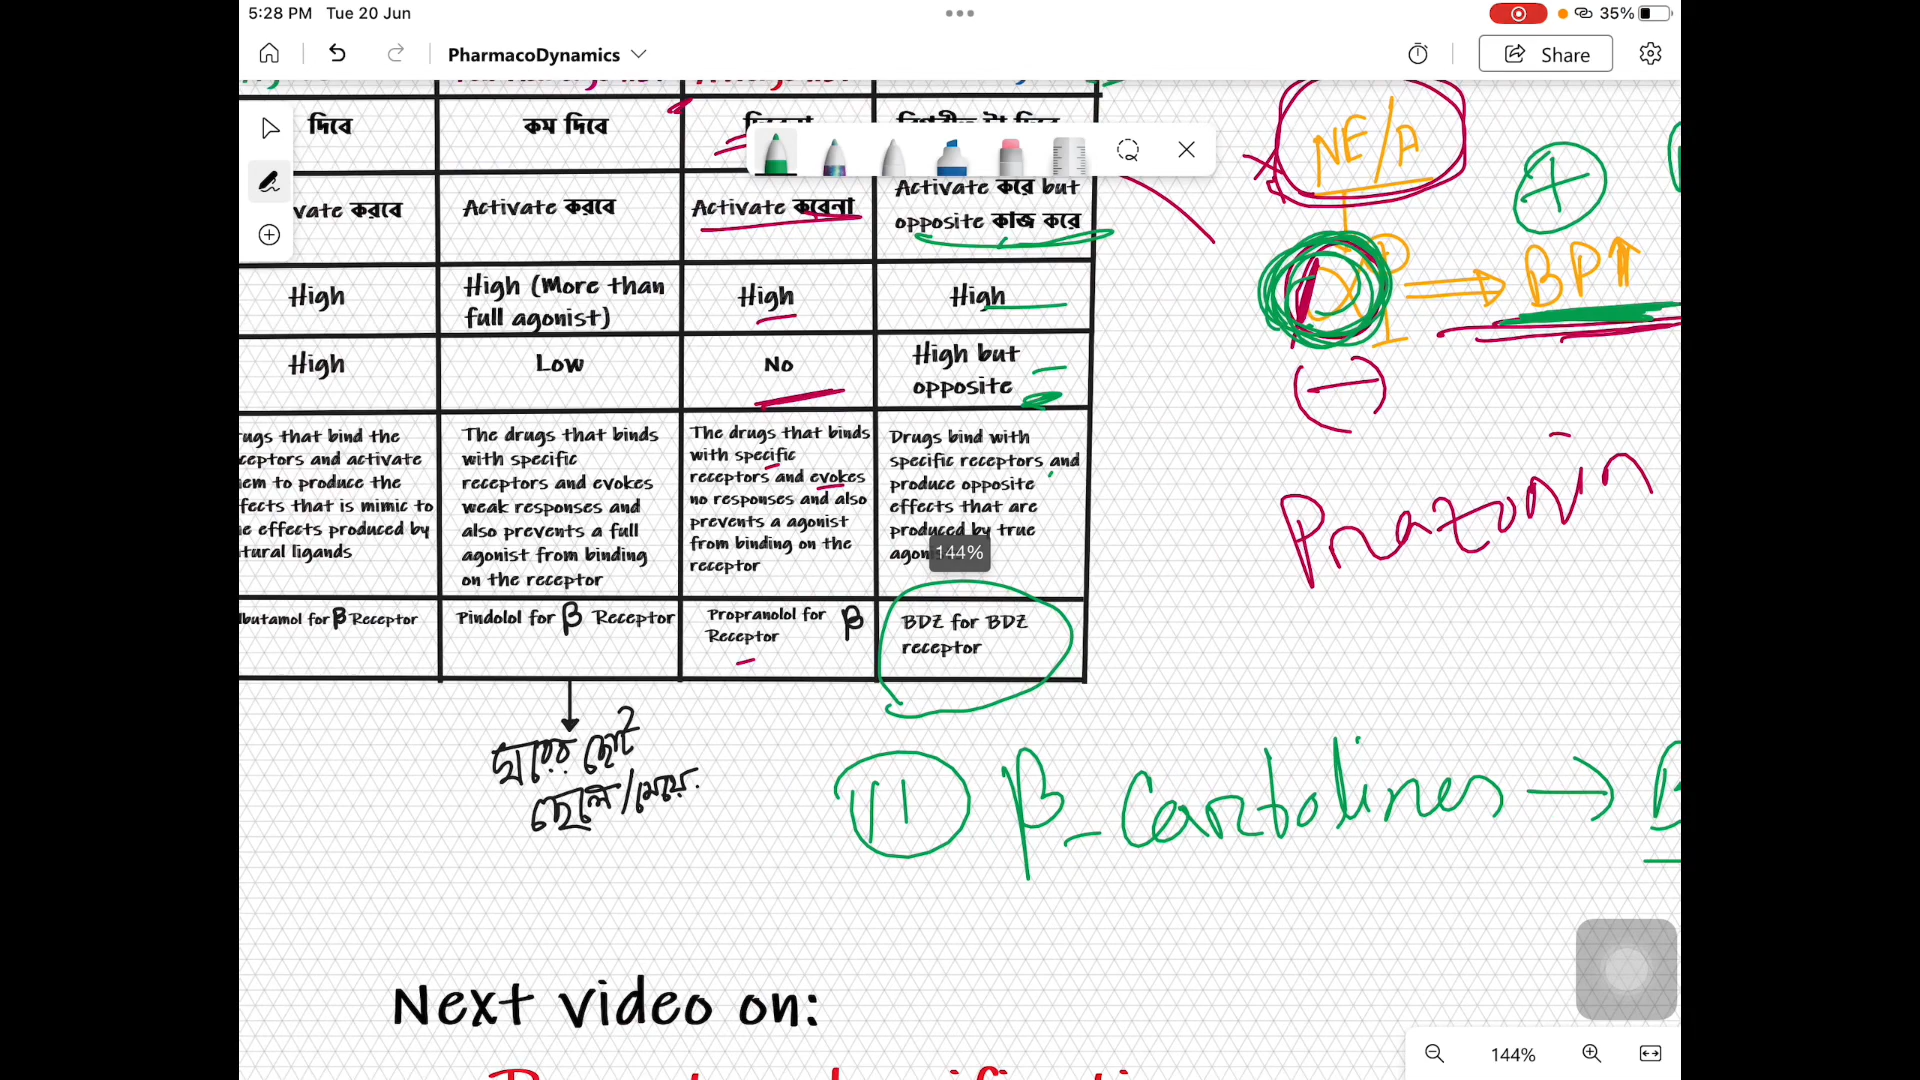 5:28 PM Tue 20 Jun
35%
PharmacoDynamics
Share
দিবে
কম দিবে
vate করবে
Activate করবে
Activate করেনা
Activate করে but
opposite কাজ করে
High
High (More than
full agonist)
High
High
High
Low
No
High but
opposite
ugs that bind the
ceptors and activate
em to produce the
fects that is mimic to
e effects produced by
tural ligands
The drugs that binds
with specific
receptors and evokes
weak responses and
also prevents a full
agonist from binding
on the receptor
The drugs that binds
with specific
receptors and evokes
no responses and also
prevents a agonist
from binding on the
receptor
Drugs bind with
specific receptors and
produce opposite
effects that are
produced by true
agon
144%
lbutamol for β Receptor
Pindolol for β Receptor
Propranolol for β
Receptor
BDZ for BDZ
receptor
NE/A
+
BP↑
(-)
Prazosin
ঘরের ছোট
ছেলে/মেয়ে.
11 β-Carbolines →
Next video on:
144%